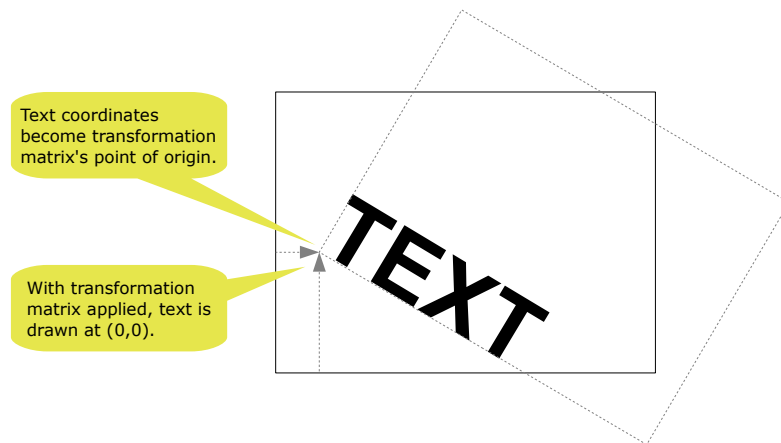 Text coordinates
become transformation
matrix's point of origin.
TEXT
With transformation
matrix applied, text is
drawn at (0,0).